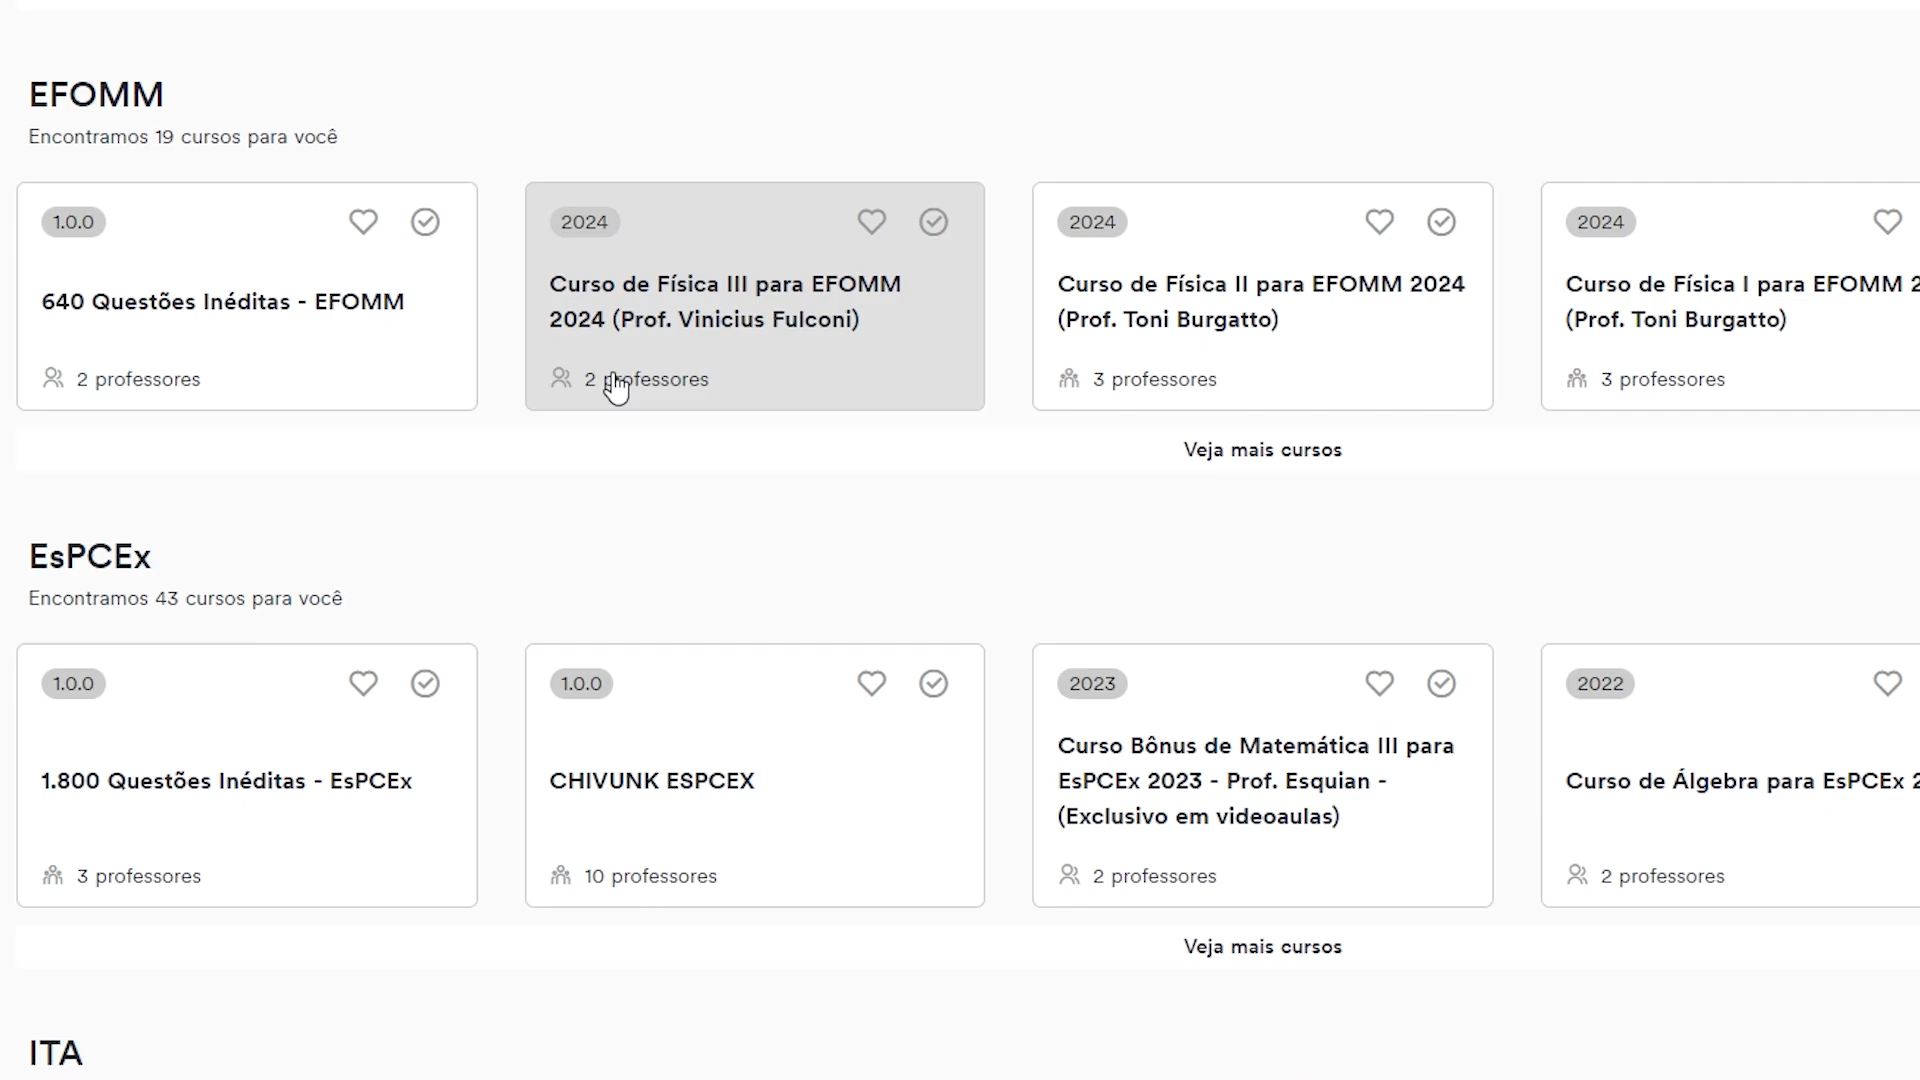 EFOMM
Encontramos 19 cursos para você
1.0.0
640 Questões Inéditas - EFOMM
2 professores
2024
Curso de Física III para EFOMM
2024 (Prof. Vinicius Fulconi)
2 professores
2024
Curso de Física II para EFOMM 2024
(Prof. Toni Burgatto)
3 professores
2024
Curso de Física I para EFOMM 2
(Prof. Toni Burgatto)
3 professores
Veja mais cursos
EsPCEx
Encontramos 43 cursos para você
1.0.0
1.800 Questões Inéditas - EsPCEx
3 professores
1.0.0
CHIVUNK ESPCEX
10 professores
2023
Curso Bônus de Matemática III para
EsPCEx 2023 - Prof. Esquian -
(Exclusivo em videoaulas)
2 professores
2022
Curso de Álgebra para EsPCEx 2
2 professores
Veja mais cursos
ITA